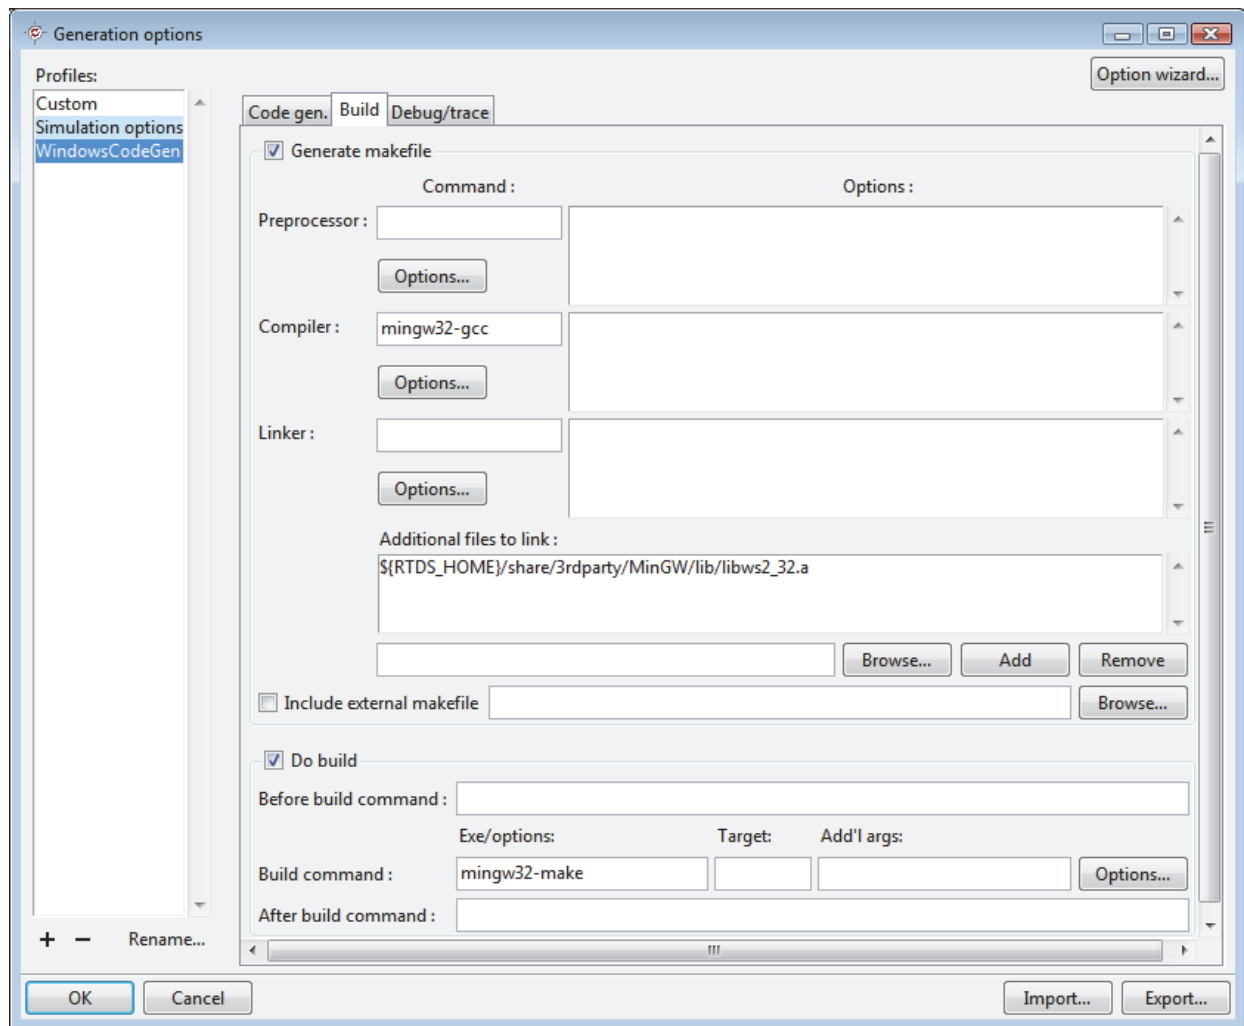 Generation options
Profiles:
Option wizard...
Custom
Simulation options
WindowsCodeGen
Code gen. Build Debug/trace
Generate makefile
Command : Options :
Preprocessor :
Options...
Compiler : mingw32-gcc
Options...
Linker :
Options...
Additional files to link :
${RTDS_HOME}/share/3rdparty/MinGW/lib/libws2_32.a
Browse... Add Remove
Include external makefile Browse...
Do build
Before build command :
Exe/options: Target: Add'l args:
Build command : mingw32-make Options...
After build command :
+ − Rename...
OK Cancel Import... Export...